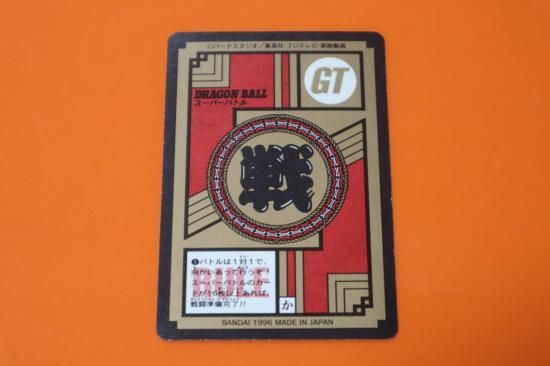 ©バードスタジオ／集英社 フジテレビ 東映動画
GT
DRAGON BALL
スーパーバトル
戦
❶バトルは1対1で、
向かいあって行うぞ!
スーパーバトルのカー
ドが16枚以上あれば、
戦闘準備完了!!
RULE
か
BANDAI 1996 MADE IN JAPAN